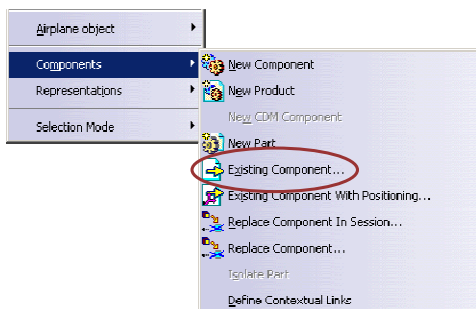 Airplane object
Components
Representations
Selection Mode
New Component
New Product
New CDM Component
New Part
Existing Component...
Existing Component With Positioning...
Replace Component In Session...
Replace Component...
Isolate Part
Define Contextual Links